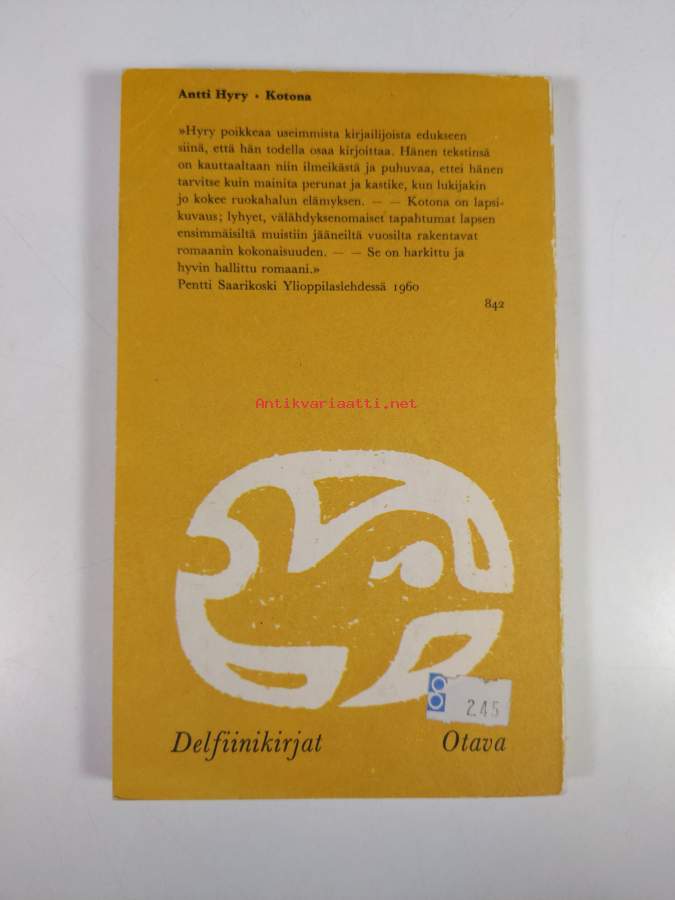 Antti Hyry • Kotona
»Hyry poikkeaa useimmista kirjailijoista edukseen
siinä, että hän todella osaa kirjoittaa. Hänen tekstinsä
on kauttaaltaan niin ilmeikästä ja puhuvaa, ettei hänen
tarvitse kuin mainita perunat ja kastike, kun lukijakin
jo kokee ruokahalun elämyksen. — — Kotona on lapsi-
kuvaus; lyhyet, välähdyksenomaiset tapahtumat lapsen
ensimmäisiltä muistiin jääneiltä vuosilta rakentavat
romaanin kokonaisuuden. — — Se on harkittu ja
hyvin hallittu romaani.»
Pentti Saarikoski Ylioppilaslehdessä 1960
842
Antikvariaatti.net
245
Delfiinikirjat Otava